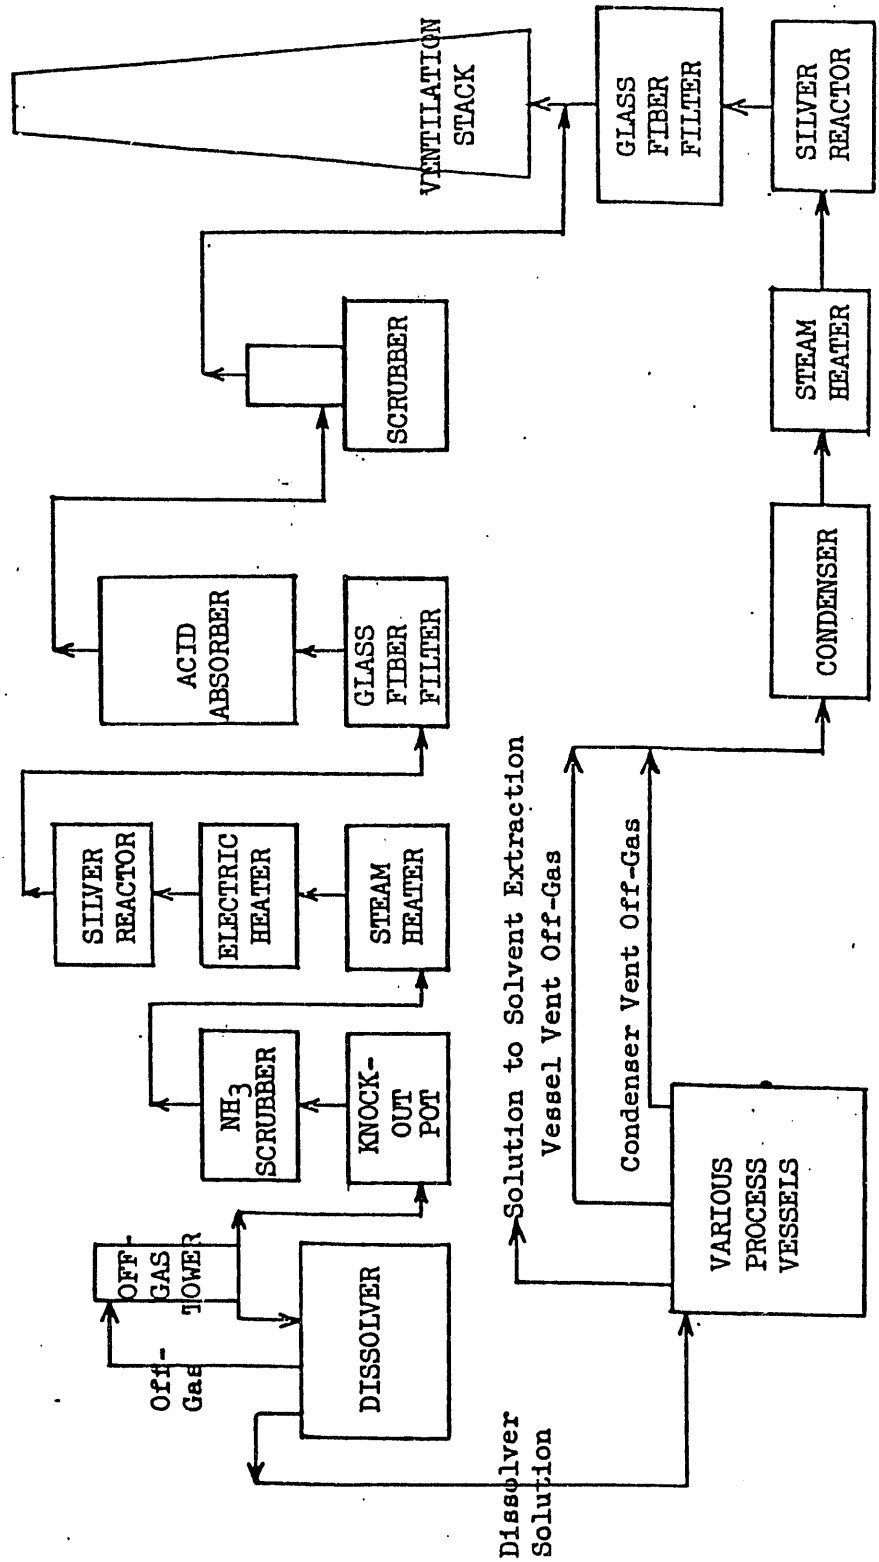 VENTILATION
STACK
GLASS
FIBER
FILTER
SILVER
REACTOR
STEAM
HEATER
CONDENSER
SCRUBBER
ACID
ABSORBER
GLASS
FIBER
FILTER
SILVER
REACTOR
ELECTRIC
HEATER
STEAM
HEATER
NH3
SCRUBBER
KNOCK-
OUT
POT
OFF-
GAS
TOWER
Off-
Gas
DISSOLVER
Dissolver
Solution
Solution to Solvent Extraction
Vessel Vent Off-Gas
Condenser Vent Off-Gas
VARIOUS
PROCESS
VESSELS